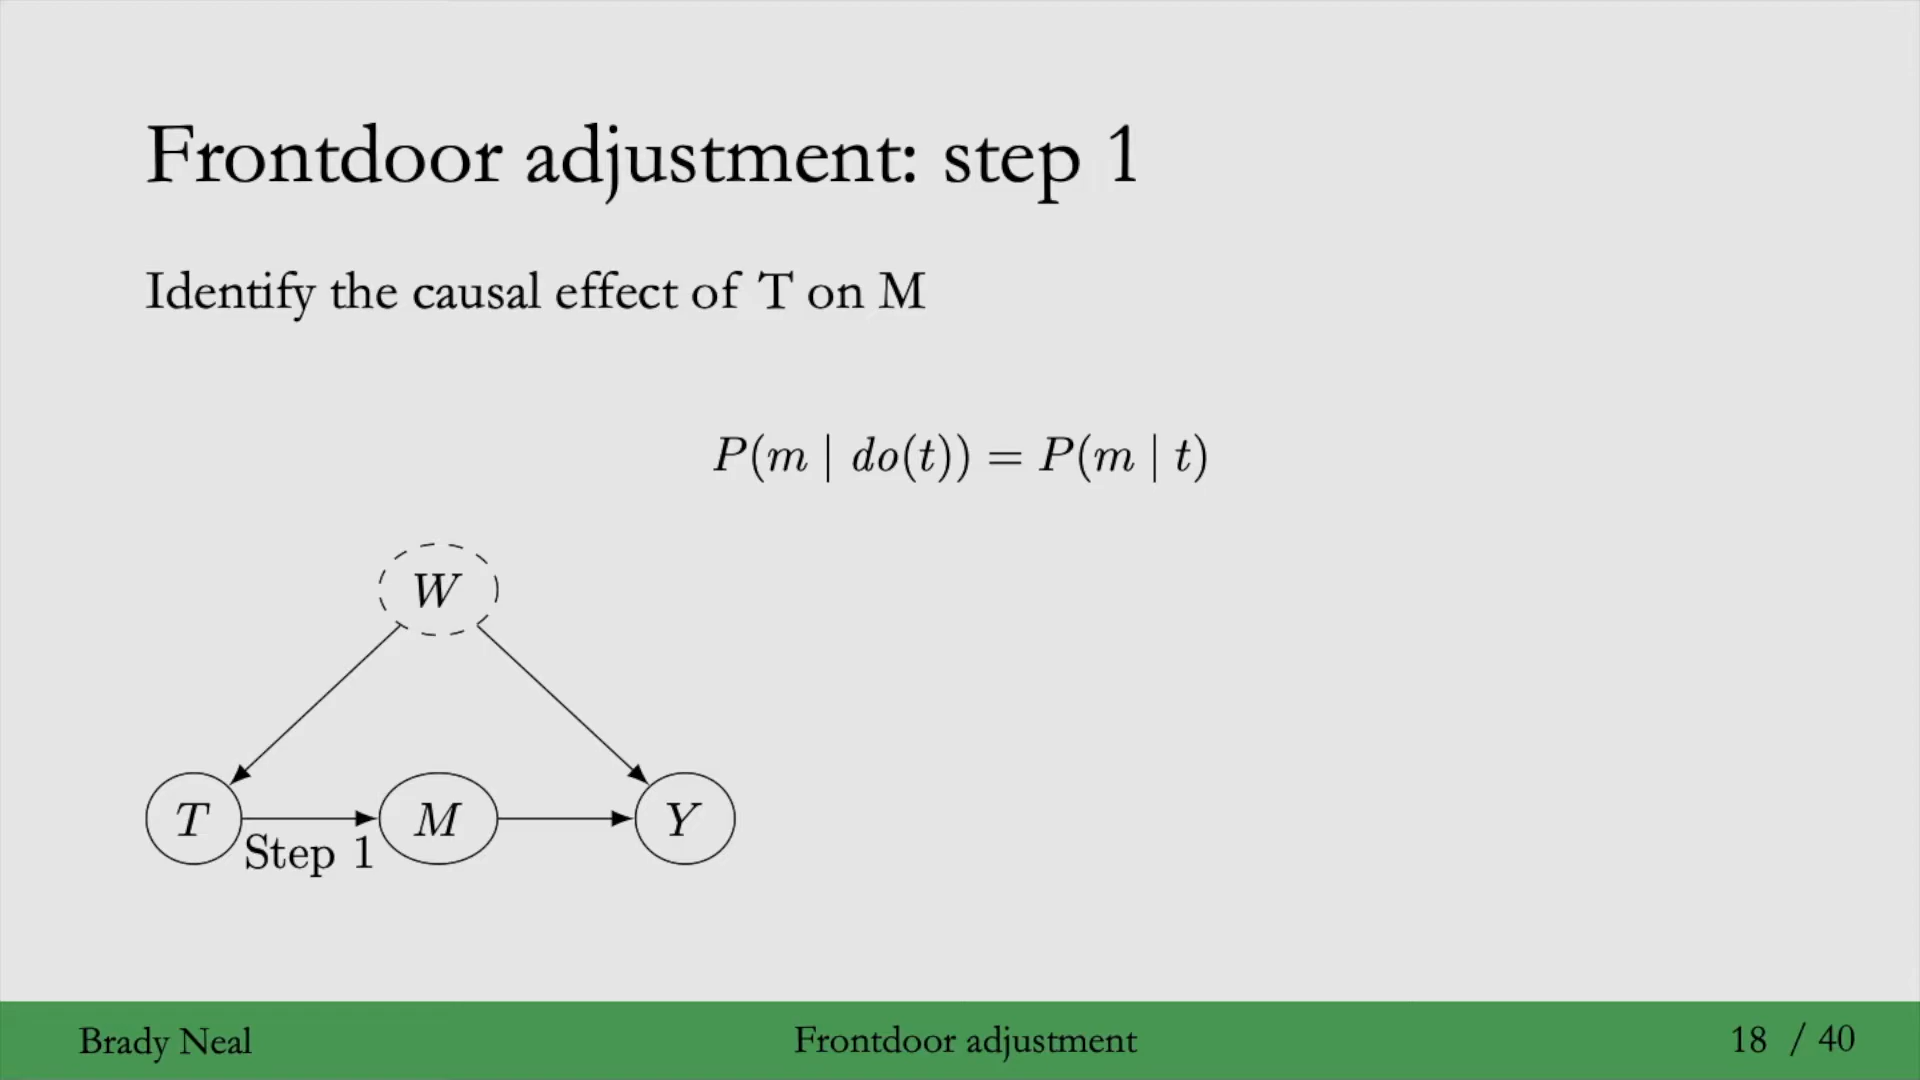 Frontdoor adjustment: step 1
Identify the causal effect of T on M
P(m | do(t)) = P(m | t)
W
T
M
Y
Step 1
Brady Neal
Frontdoor adjustment
18 / 40